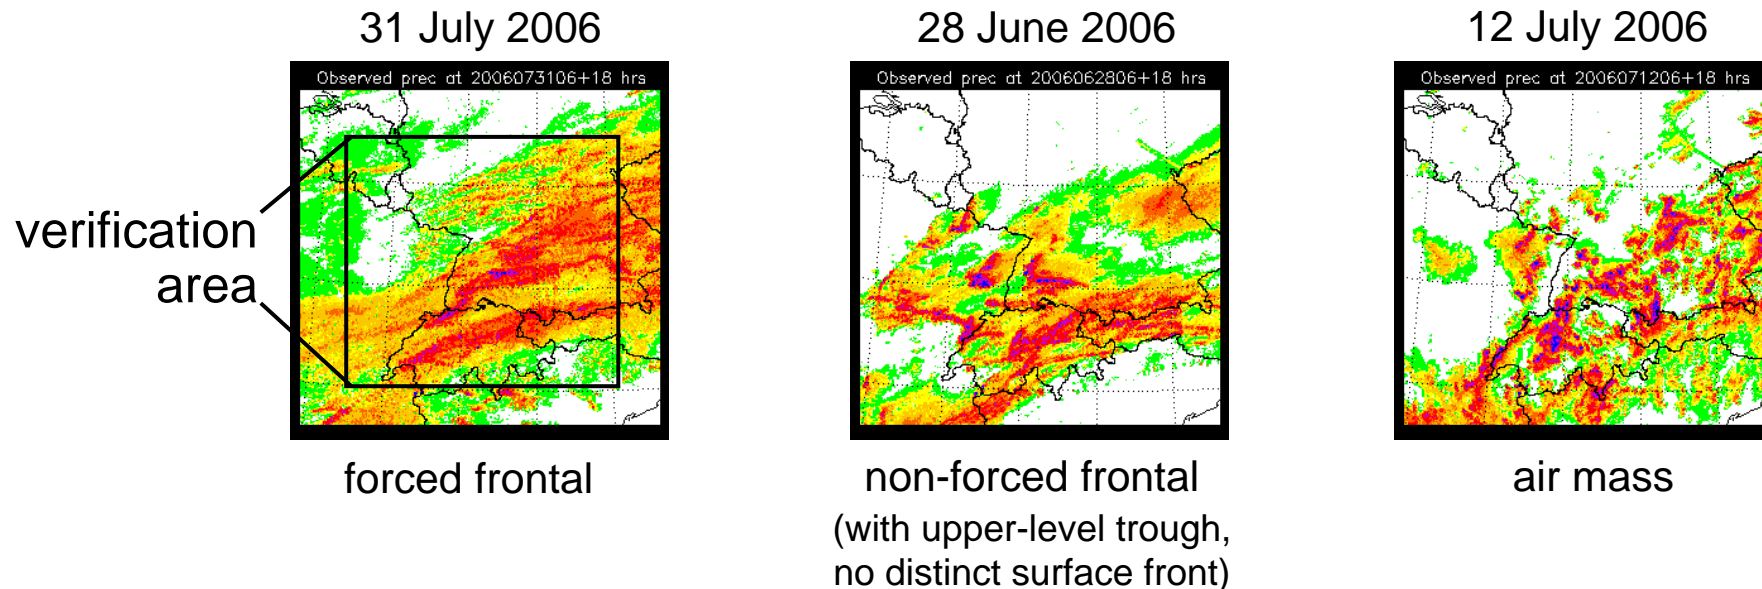 31 July 2006
28 June 2006
12 July 2006
Observed prec at 2006073106+18 hrs
Observed prec at 2006062806+18 hrs
Observed prec at 2006071206+18 hrs
verification
area
forced frontal
non-forced frontal
(with upper-level trough,
no distinct surface front)
air mass